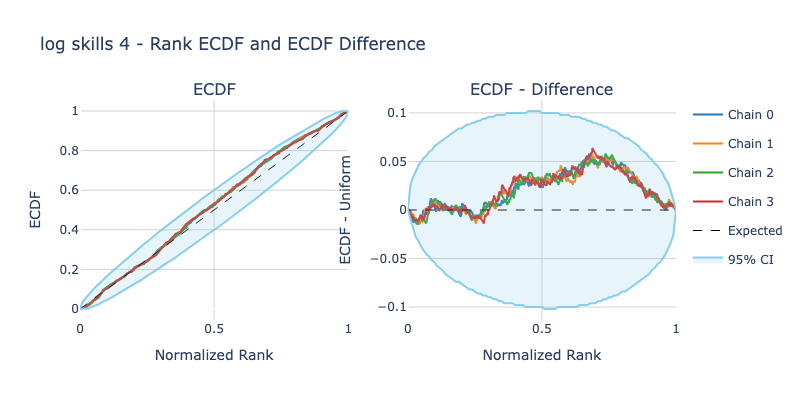 log skills 4 - Rank ECDF and ECDF Difference
ECDF
ECDF
0
0.2
0.4
0.6
0.8
1
0
0.5
1
Normalized Rank
ECDF - Difference
ECDF - Uniform
−0.1
−0.05
0
0.05
0.1
0
0.5
1
Normalized Rank
Chain 0
Chain 1
Chain 2
Chain 3
Expected
95% CI